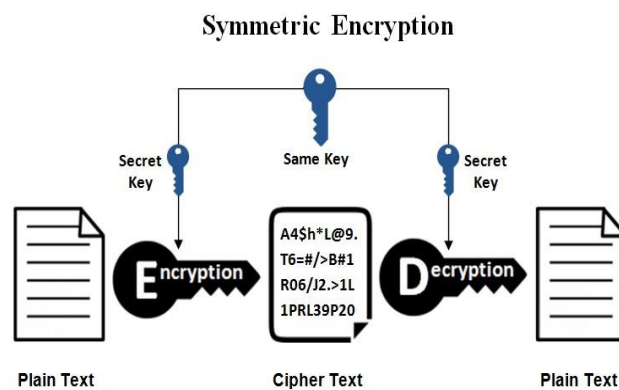 Symmetric Encryption
Secret
Key
Same Key
Secret
Key
Encryption
A4$h*L@9.
T6=#/>B#1
R06/J2.>1L
1PRL39P20
Decryption
Plain Text
Cipher Text
Plain Text